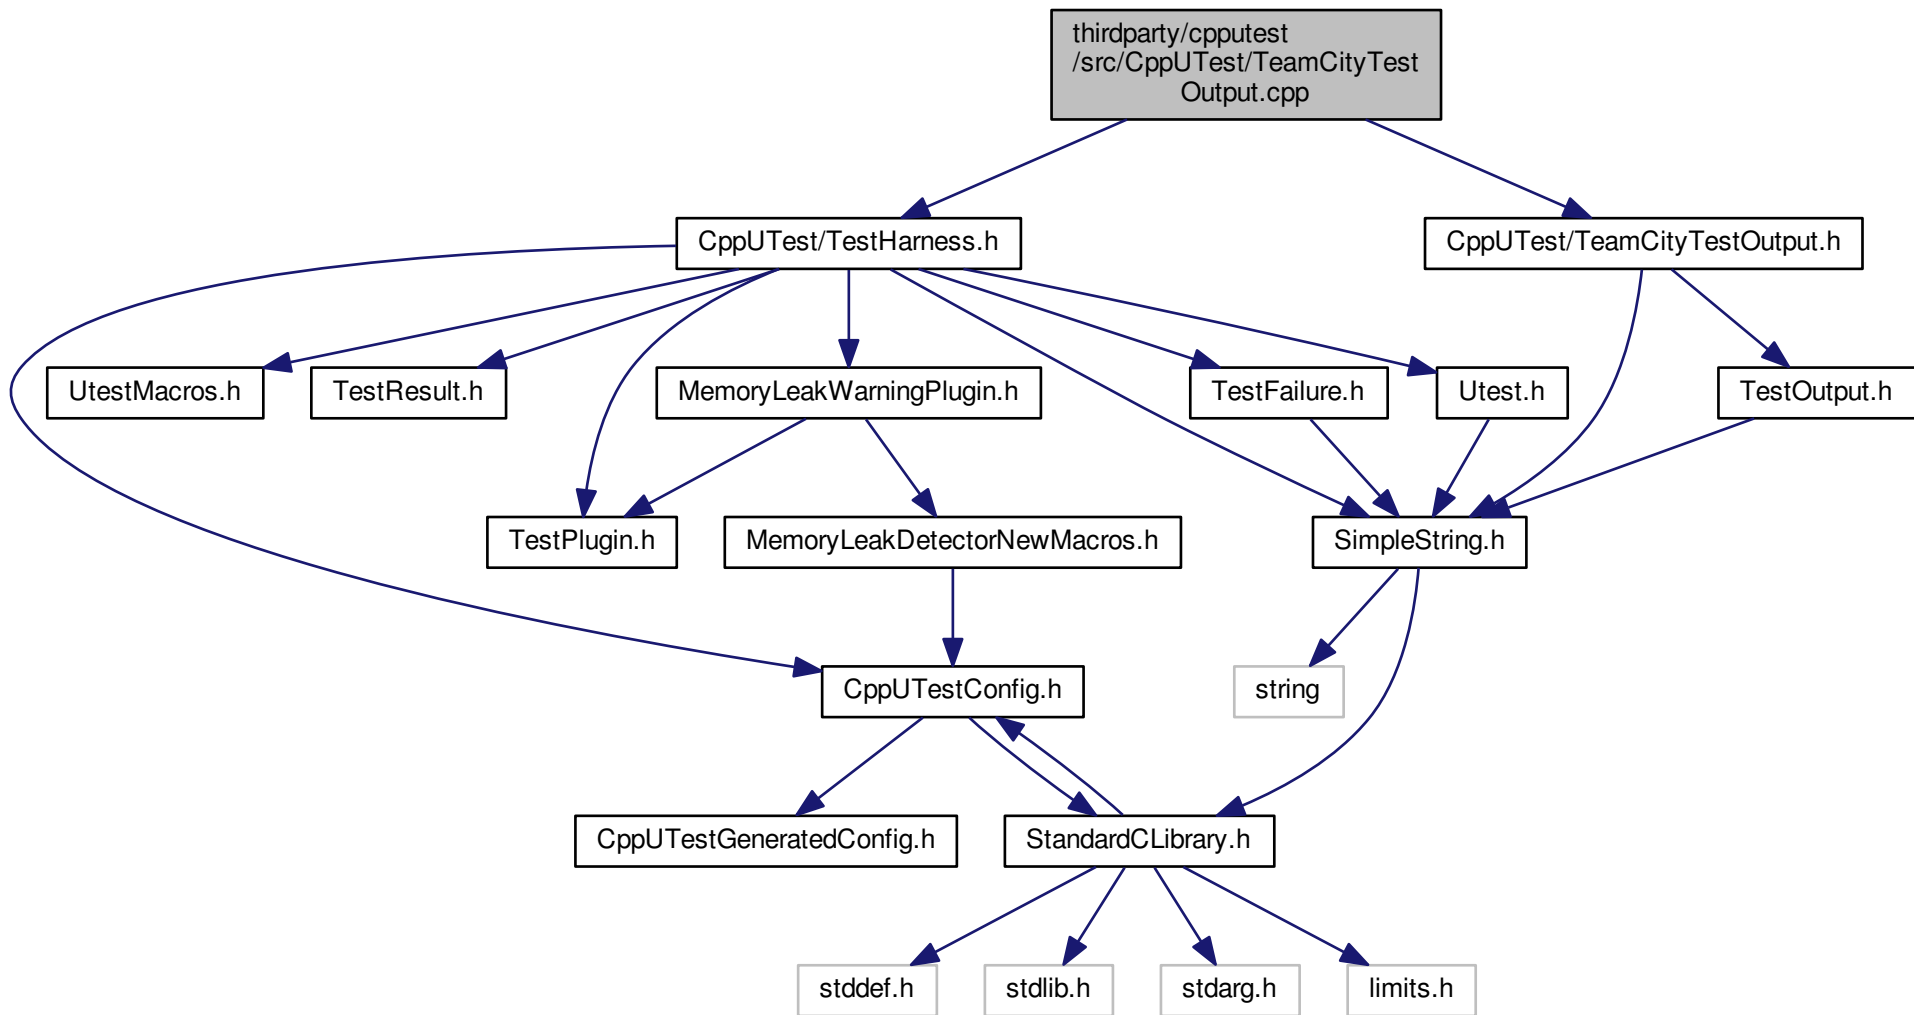 thirdparty/cpputest
/src/CppUTest/TeamCityTest
Output.cpp
CppUTest/TestHarness.h
CppUTest/TeamCityTestOutput.h
UtestMacros.h
TestResult.h
MemoryLeakWarningPlugin.h
TestFailure.h
Utest.h
TestOutput.h
TestPlugin.h
MemoryLeakDetectorNewMacros.h
SimpleString.h
CppUTestConfig.h
string
CppUTestGeneratedConfig.h
StandardCLibrary.h
stddef.h
stdlib.h
stdarg.h
limits.h